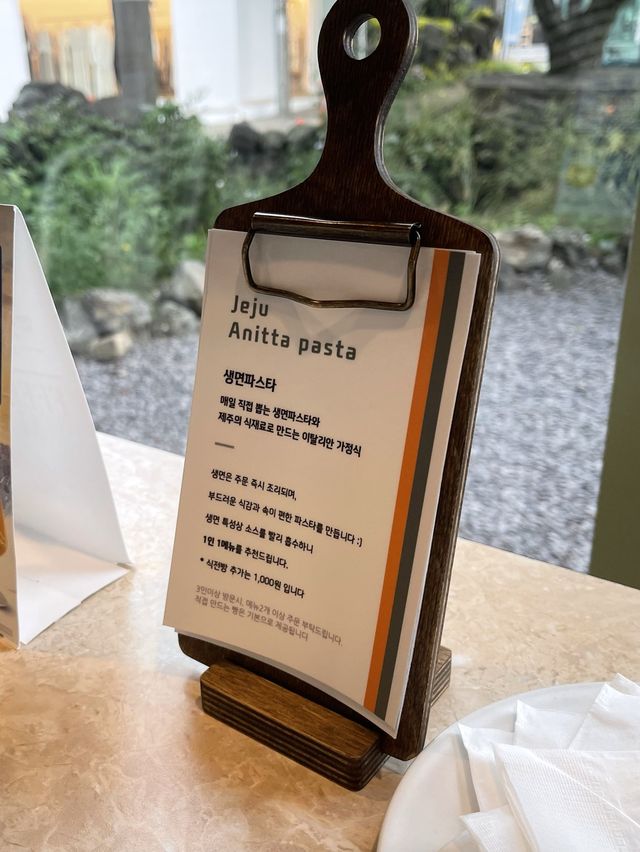 Jeju
Anitta pasta
생면파스타
매일 직접 뽑는 생면파스타와
제주의 식재료로 만드는 이탈리안 가정식
생면은 주문 즉시 조리되며,
부드러운 식감과 속이 편한 파스타를 만듭니다 :)
생면 특성상 소스를 빨리 흡수하니
1인 1메뉴를 추천드립니다.
* 식전빵 추가는 1,000원 입니다
3인이상 방문시, 메뉴2개 이상 주문 부탁드립니다.
직접 만드는 빵은 기본으로 제공됩니다